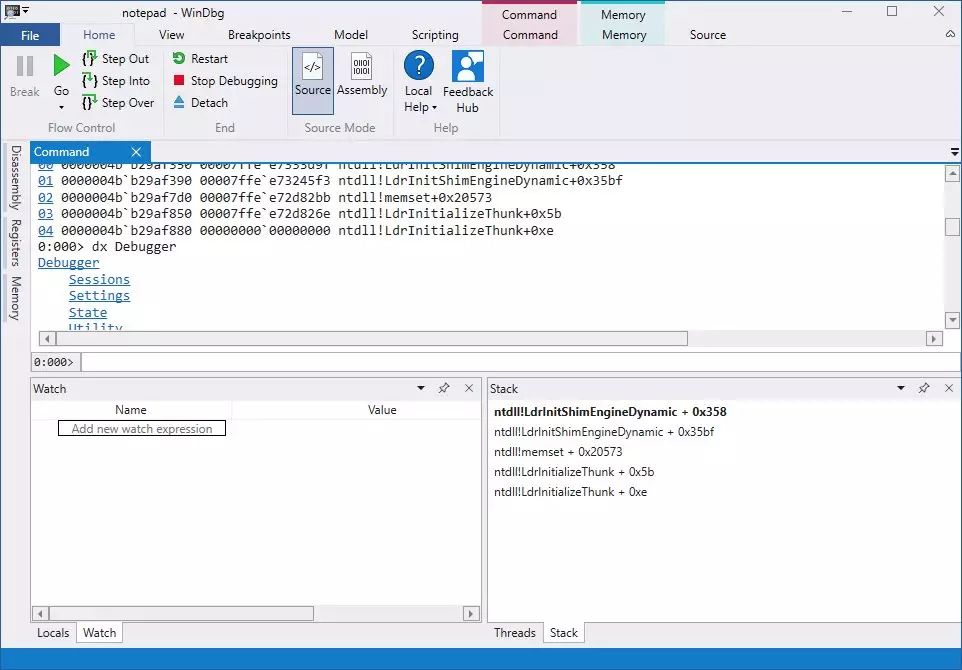 notepad - WinDbg
Command
Memory
File
Home
View
Breakpoints
Model
Scripting
Command
Memory
Source
Break
Go
Step Out
Step Into
Step Over
Flow Control
Restart
Stop Debugging
Detach
End
Source
Assembly
Source Mode
Local
Help
Feedback
Hub
Help
Disassembly
Registers
Memory
Command
00 0000004b`b29af350 00007ffe`e7333d9f ntdll!LdrInitShimEngineDynamic+0x358
01 0000004b`b29af390 00007ffe`e73245f3 ntdll!LdrInitShimEngineDynamic+0x35bf
02 0000004b`b29af7d0 00007ffe`e72d82bb ntdll!memset+0x20573
03 0000004b`b29af850 00007ffe`e72d826e ntdll!LdrInitializeThunk+0x5b
04 0000004b`b29af880 00000000`00000000 ntdll!LdrInitializeThunk+0xe
0:000> dx Debugger
Debugger
Sessions
Settings
State
Utility
0:000>
Watch
Name
Value
Add new watch expression
Locals
Watch
Stack
ntdll!LdrInitShimEngineDynamic + 0x358
ntdll!LdrInitShimEngineDynamic + 0x35bf
ntdll!memset + 0x20573
ntdll!LdrInitializeThunk + 0x5b
ntdll!LdrInitializeThunk + 0xe
Threads
Stack